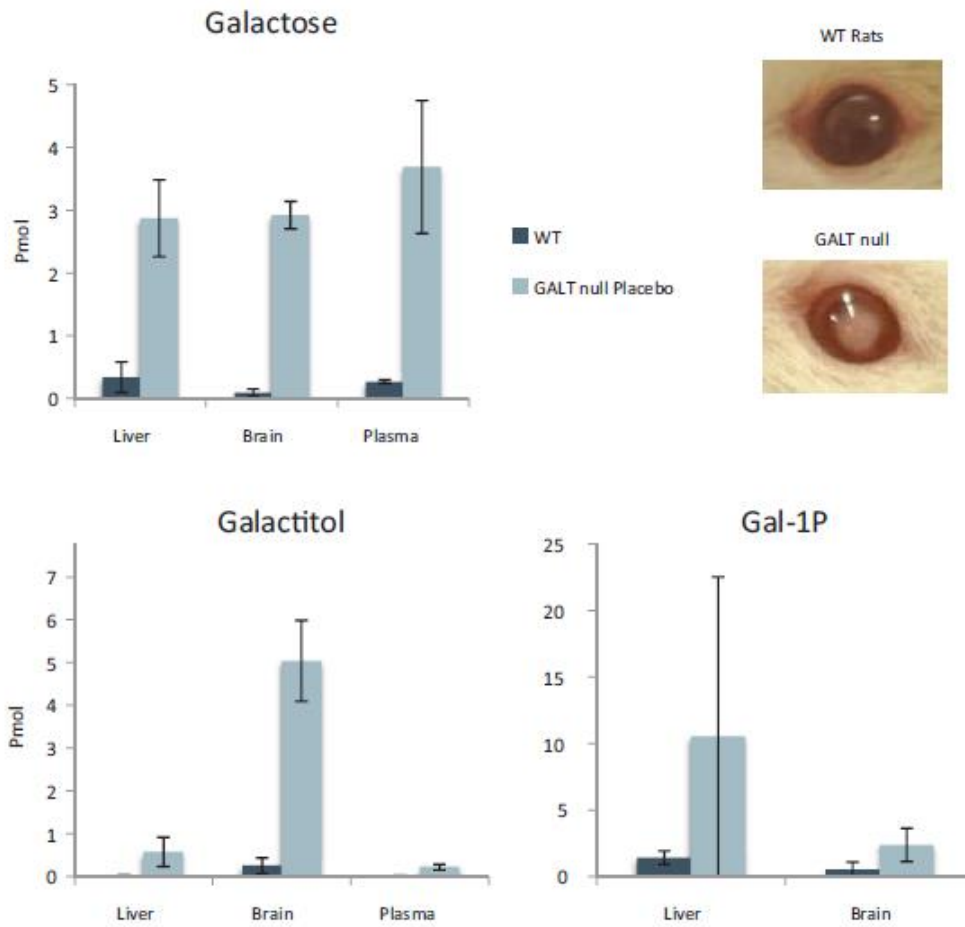 Galactose
5
4
3
2
1
0
Pmol
Liver Brain Plasma
WT
GALT null Placebo
WT Rats
GALT null
Galactitol
7
6
5
4
3
2
1
0
Pmol
Liver Brain Plasma
Gal-1P
25
20
15
10
5
0
Liver Brain